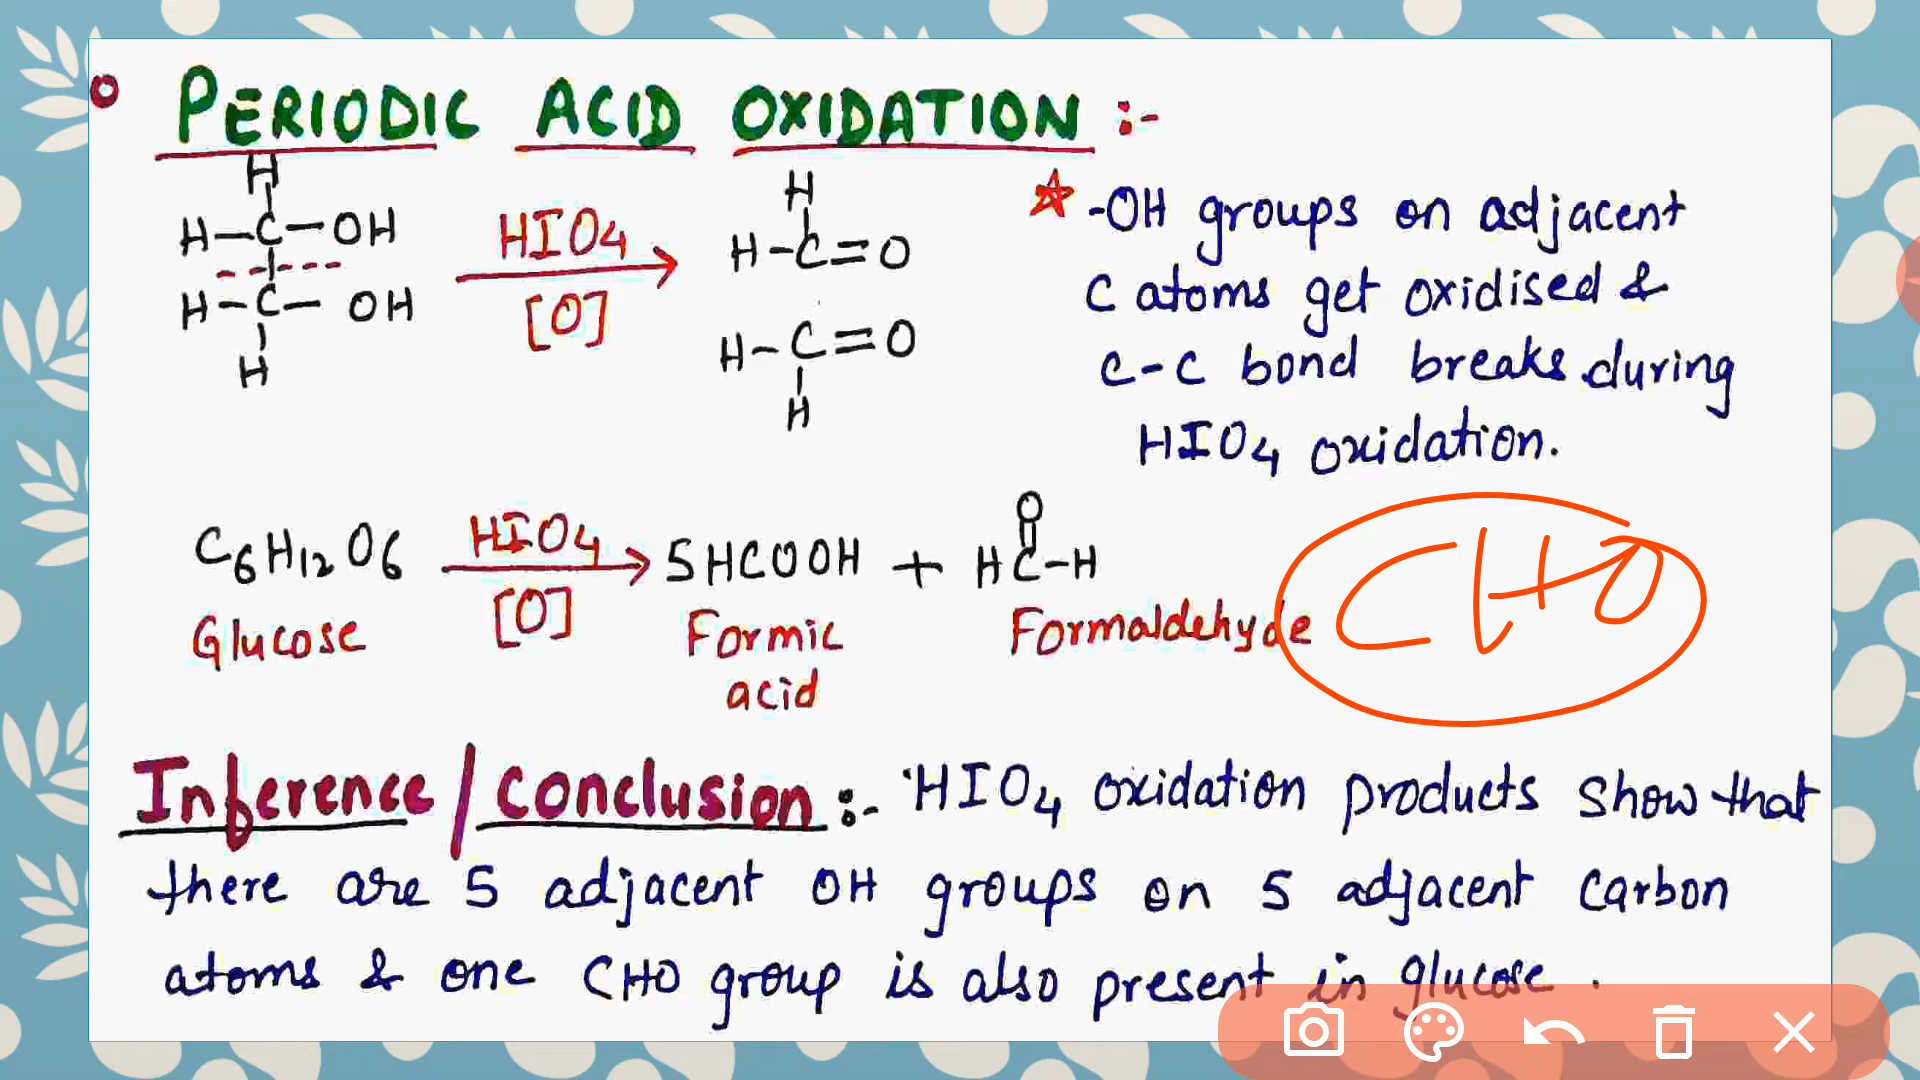 PERIODIC ACID OXIDATION :-
H
H-C-OH
H-C-OH
H
HIO4
[O]
H
H-C=O
H-C=O
H
-OH groups on adjacent
C atoms get oxidised &
C-C bond breaks during
HIO4 oxidation.
C6H12O6
Glucose
HIO4
[O]
5HCOOH
Formic
acid
+
O
HC-H
Formaldehyde
CHO
Inference/Conclusion :- HIO4 oxidation products show that
there are 5 adjacent OH groups on 5 adjacent carbon
atoms & one CHO group is also present in glucose.